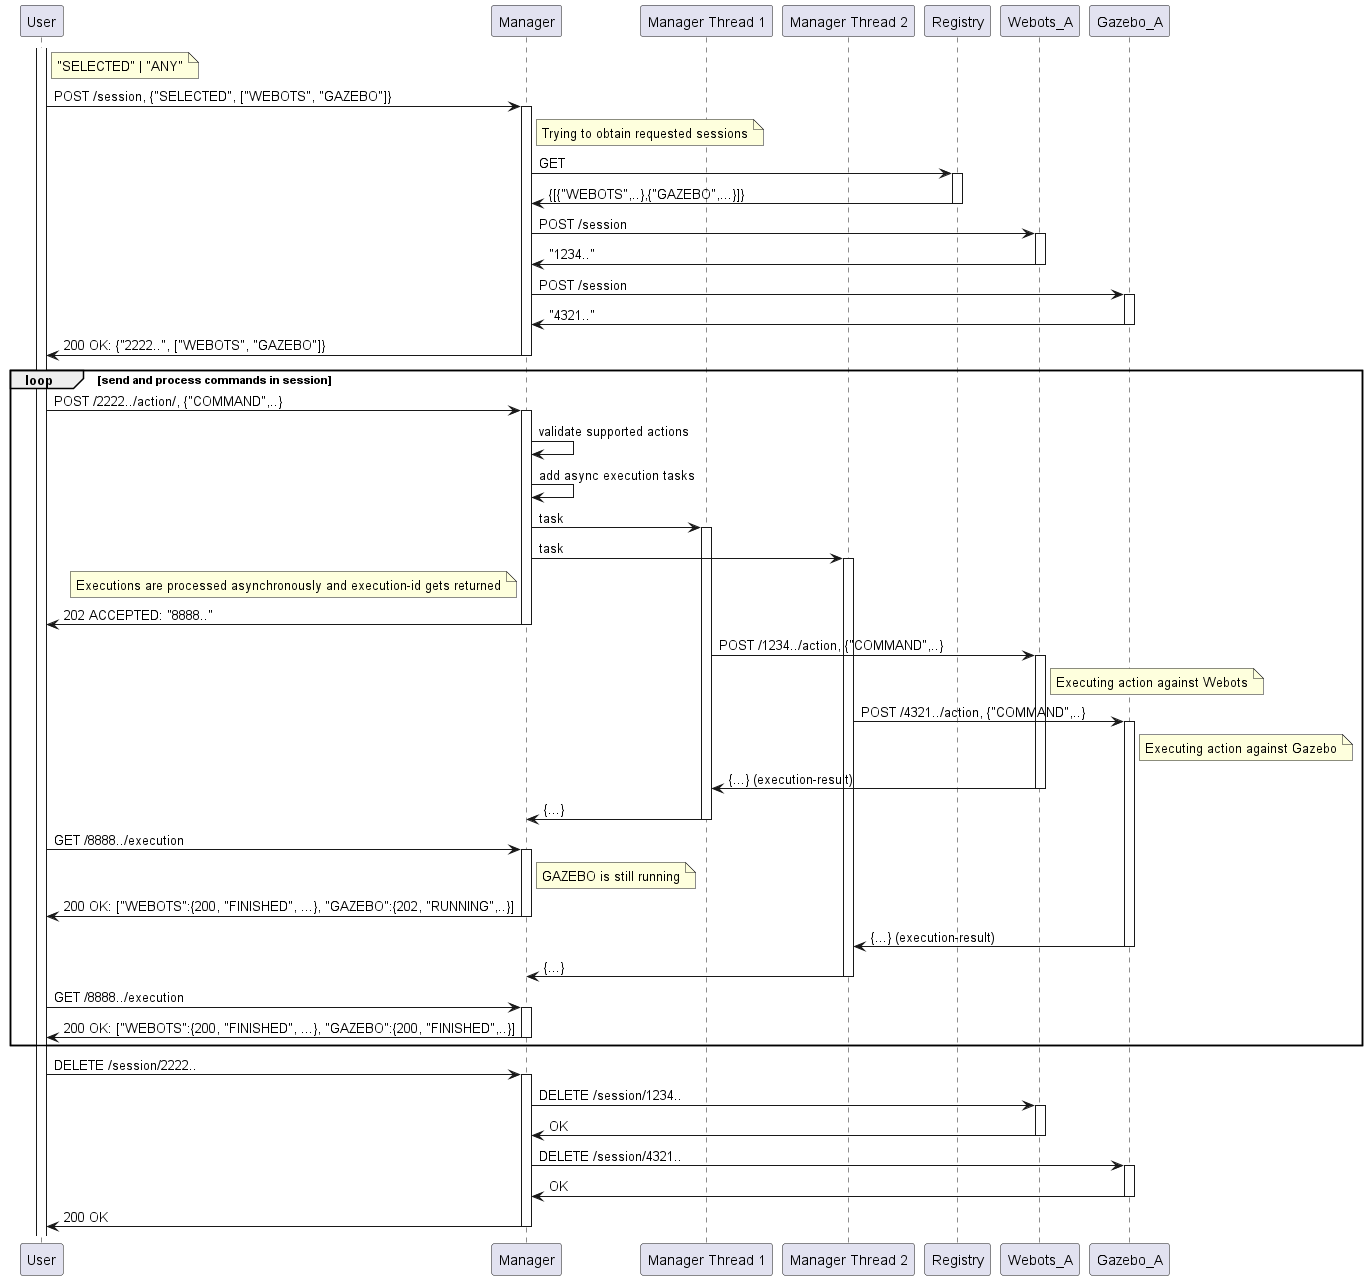 User
Manager
Manager Thread 1
Manager Thread 2
Registry
Webots_A
Gazebo_A
"SELECTED" | "ANY"
POST /session, {"SELECTED", ["WEBOTS", "GAZEBO"]}
Trying to obtain requested sessions
GET
{[{"WEBOTS",..},{"GAZEBO",...}]}
POST /session
"1234.."
POST /session
"4321.."
200 OK: {"2222..", ["WEBOTS", "GAZEBO"]}
loop
[send and process commands in session]
POST /2222../action/, {"COMMAND",..}
validate supported actions
add async execution tasks
task
task
Executions are processed asynchronously and execution-id gets returned
202 ACCEPTED: "8888.."
POST /1234../action, {"COMMAND",..}
Executing action against Webots
POST /4321../action, {"COMMAND",..}
Executing action against Gazebo
{...} (execution-result)
{...}
GET /8888../execution
GAZEBO is still running
200 OK: ["WEBOTS":{200, "FINISHED", ...}, "GAZEBO":{202, "RUNNING",..}]
{...} (execution-result)
{...}
GET /8888../execution
200 OK: ["WEBOTS":{200, "FINISHED", ...}, "GAZEBO":{200, "FINISHED",..}]
DELETE /session/2222..
DELETE /session/1234..
OK
DELETE /session/4321..
OK
200 OK
User
Manager
Manager Thread 1
Manager Thread 2
Registry
Webots_A
Gazebo_A